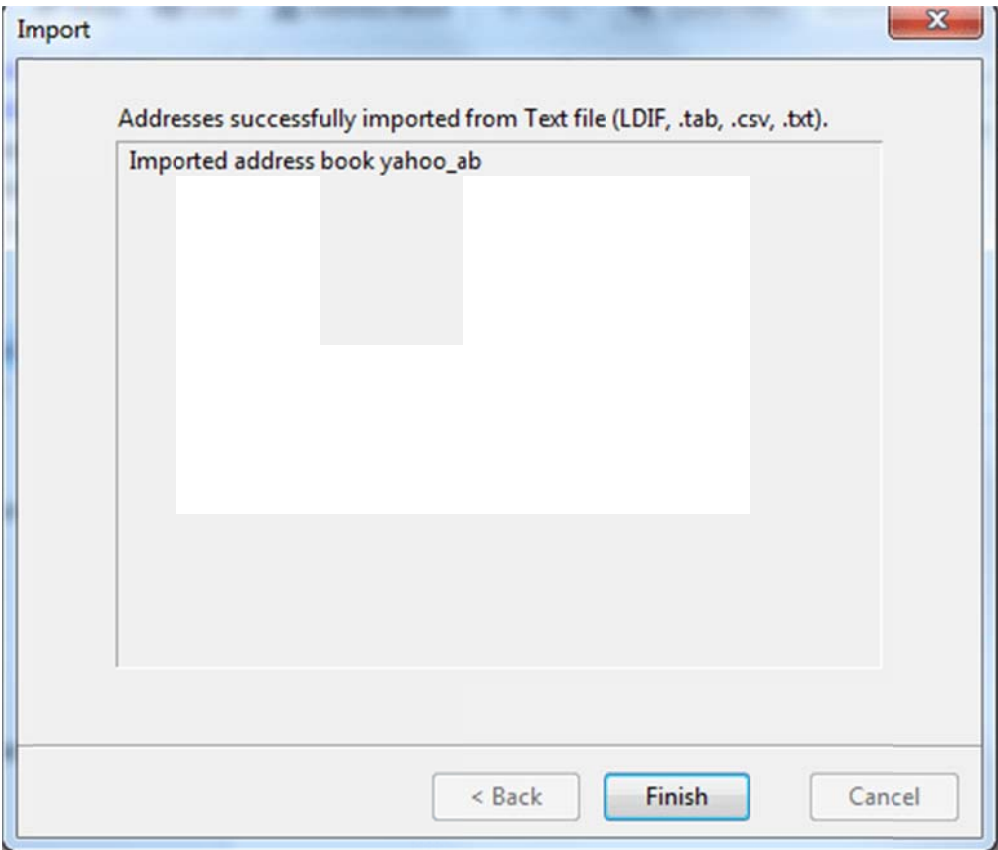 Import
Addresses successfully imported from Text file (LDIF, .tab, .csv, .txt).
Imported address book yahoo_ab
< Back
Finish
Cancel